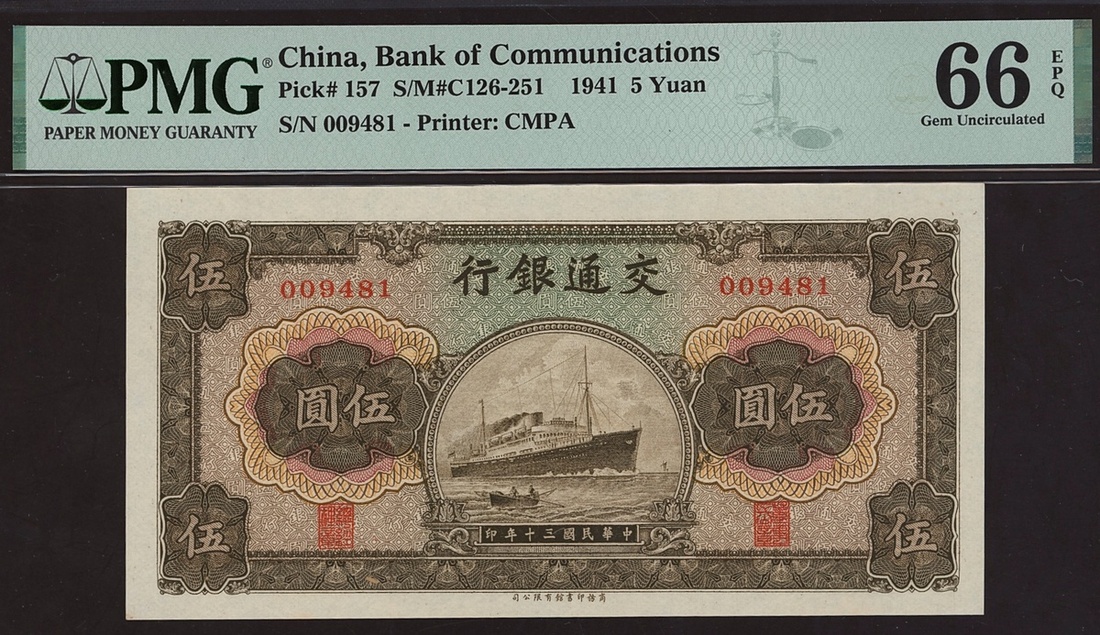 PMG®
PAPER MONEY GUARANTY
China, Bank of Communications
Pick# 157 S/M#C126-251 1941 5 Yuan
S/N 009481 - Printer: CMPA
66 EPQ
Gem Uncirculated
伍
伍
交通銀行
009481
009481
伍圓
伍圓
伍
伍
中華民國三十年印
商務印書館有限公司